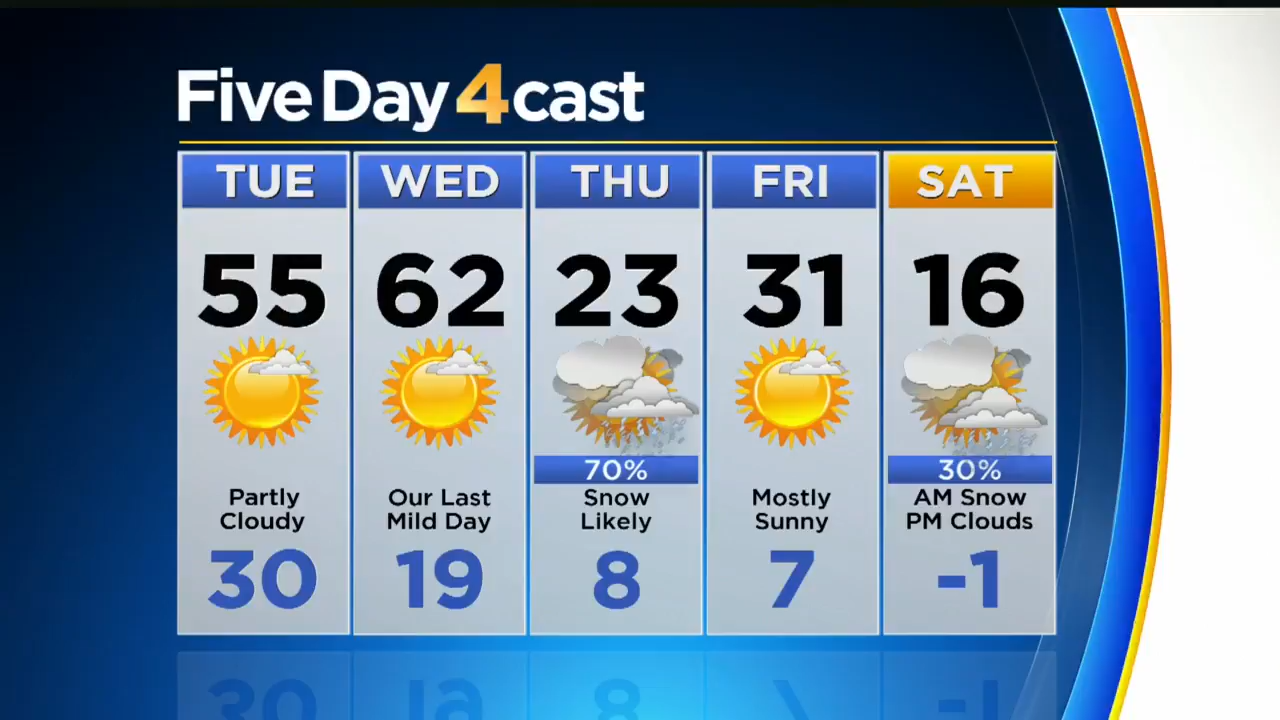 Five Day 4cast
TUE WED THU FRI SAT
55 62 23 31 16
70% 30%
Partly Our Last Snow Mostly AM Snow
Cloudy Mild Day Likely Sunny PM Clouds
30 19 8 7 -1